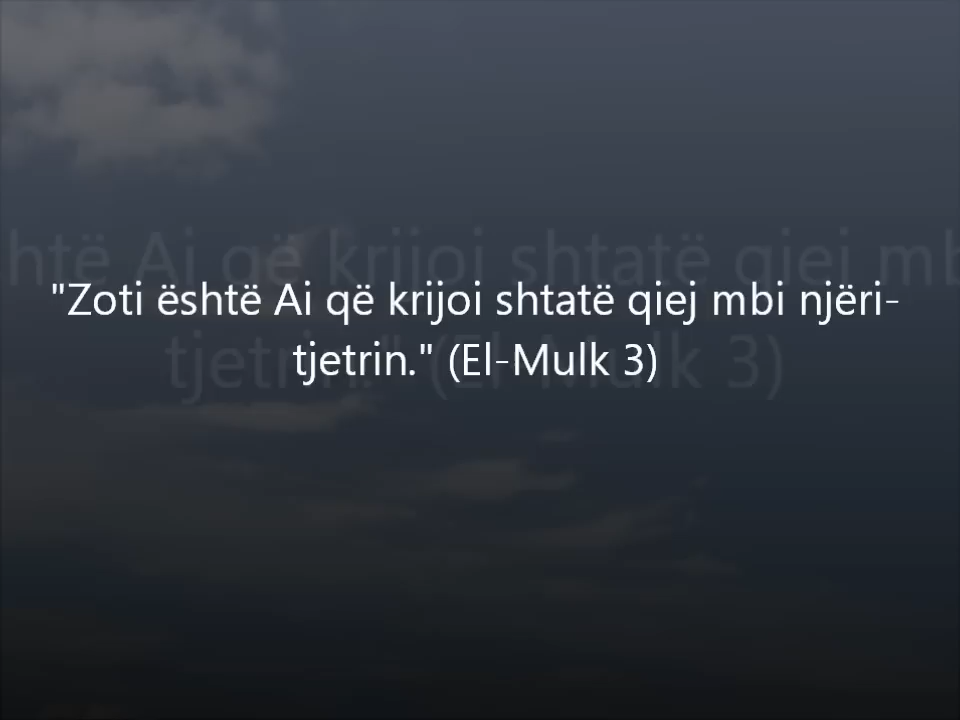 "Zoti është Ai që krijoi shtatë qiej mbi njëri-
tjetrin." (El-Mulk 3)